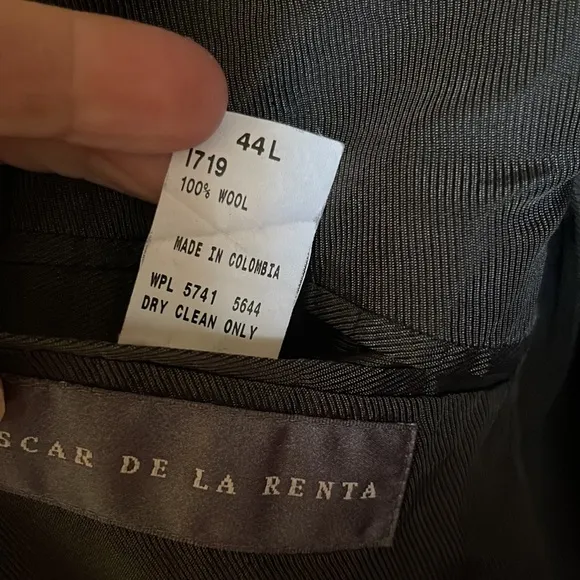 44L
1719
100% WOOL
MADE IN COLOMBIA
WPL 5741 5644
DRY CLEAN ONLY
SCAR DE LA RENTA